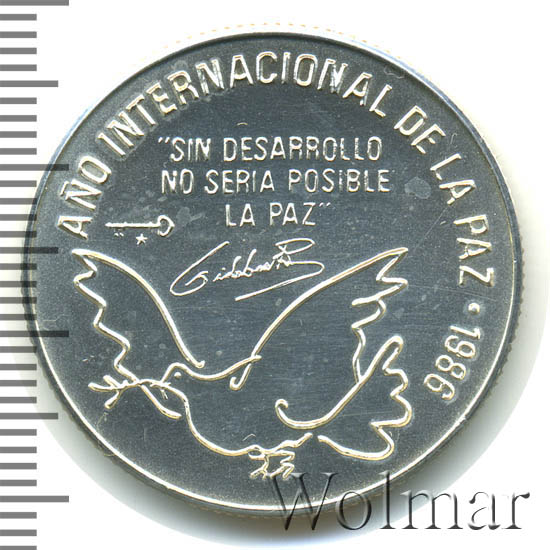 AÑO INTERNACIONAL DE LA PAZ • 1986
"SIN DESARROLLO
NO SERIA POSIBLE
LA PAZ"
Wolmar